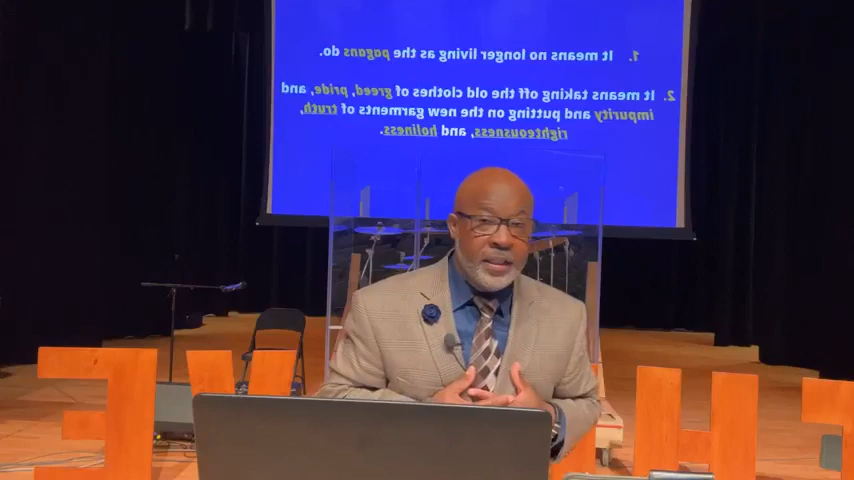 1. It means no longer living as the pagans do.
2. It means taking off the old clothes of greed, pride, and
impurity and putting on the new garments of truth,
righteousness, and holiness.